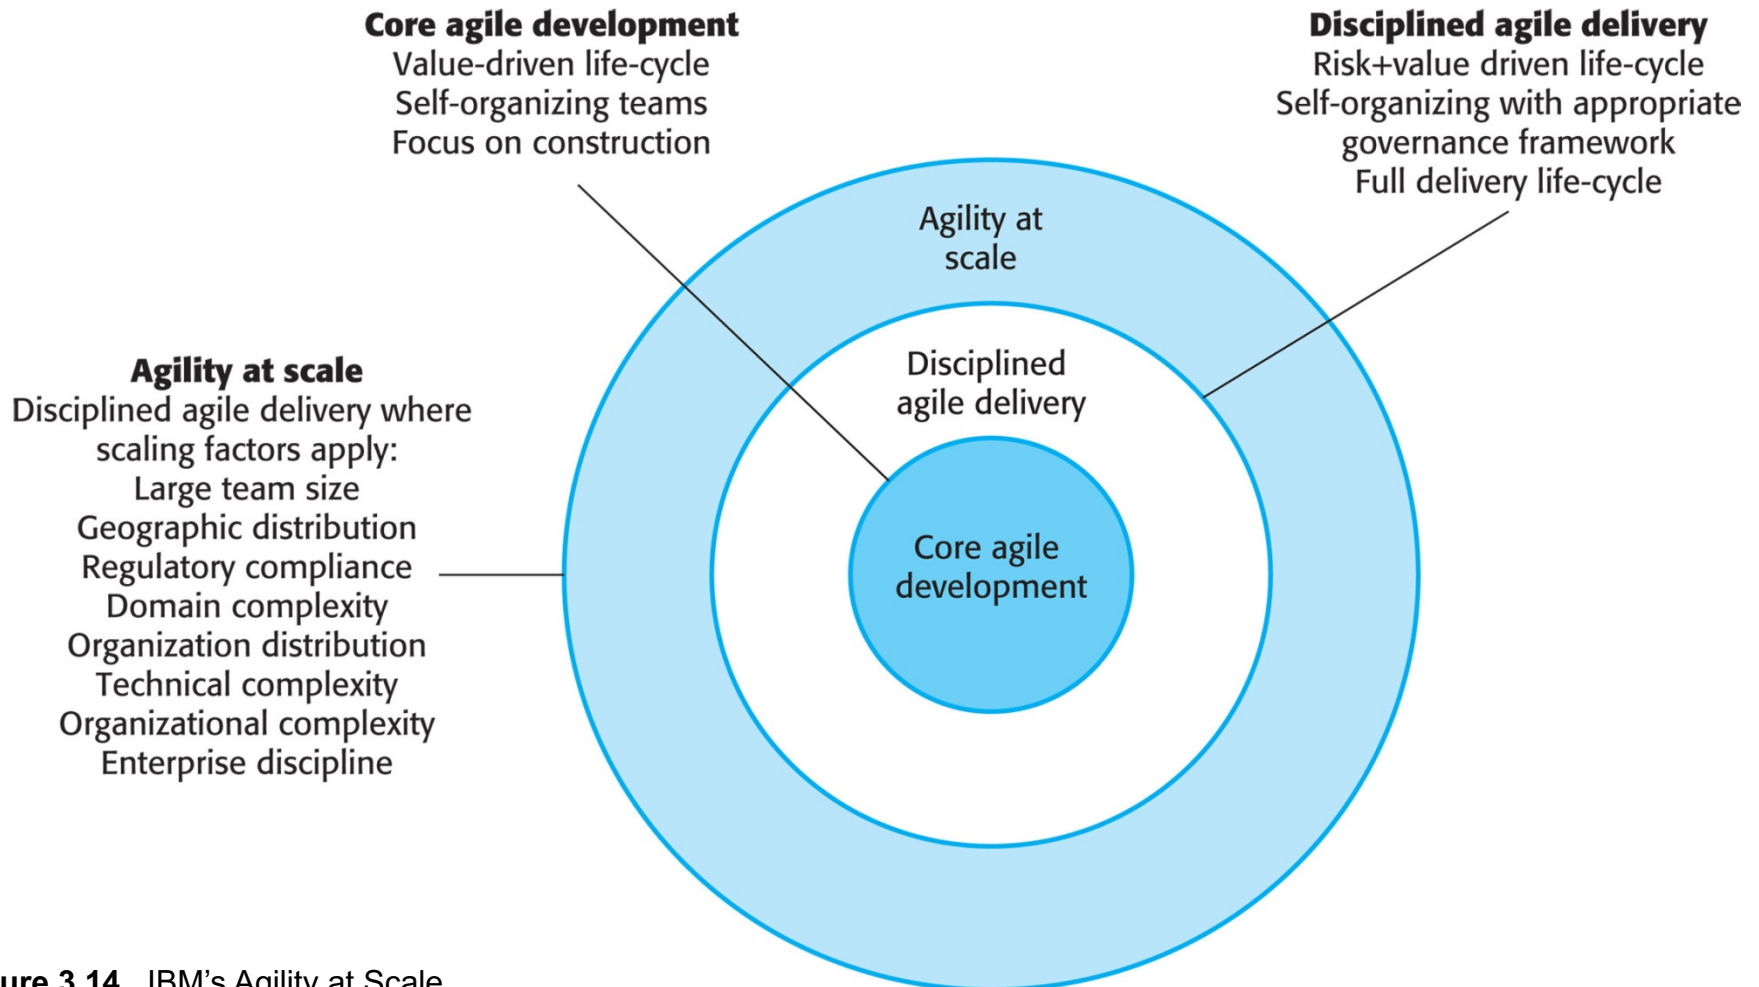 Core agile development
Value-driven life-cycle
Self-organizing teams
Focus on construction
Disciplined agile delivery
Risk+value driven life-cycle
Self-organizing with appropriate
governance framework
Full delivery life-cycle
Agility at
scale
Disciplined
agile delivery
Core agile
development
Agility at scale
Disciplined agile delivery where
scaling factors apply:
Large team size
Geographic distribution
Regulatory compliance
Domain complexity
Organization distribution
Technical complexity
Organizational complexity
Enterprise discipline
ure 3.14 IBM's Agility at Scale